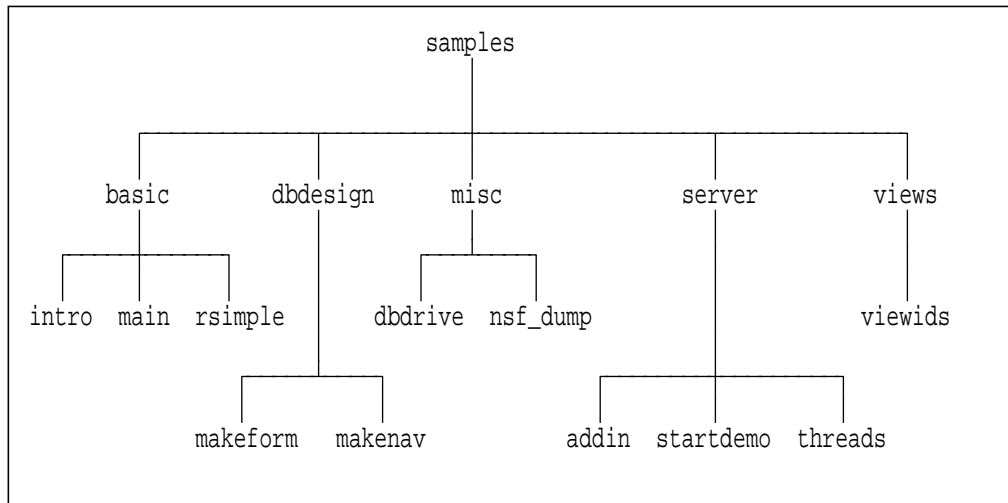 samples
basic dbdesign misc server views
intro main rsimple dbdrive nsf_dump viewids
makeform makenav addin startdemo threads